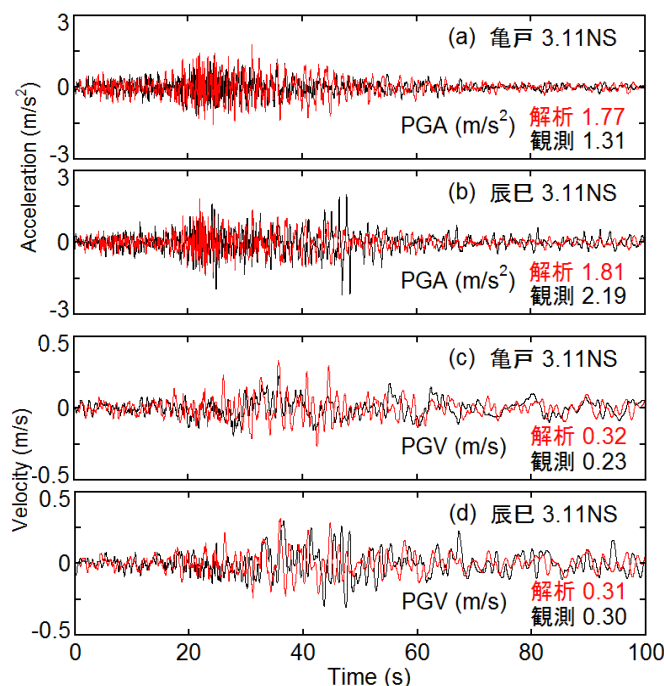 3
(a) 亀戸 3.11NS
0
PGA (m/s²)
解析 1.77
観測 1.31
-3
3
(b) 辰巳 3.11NS
0
PGA (m/s²)
解析 1.81
観測 2.19
-3
Acceleration (m/s²)
0.5
(c) 亀戸 3.11NS
0
PGV (m/s)
解析 0.32
観測 0.23
-0.5
0.5
(d) 辰巳 3.11NS
0
PGV (m/s)
解析 0.31
観測 0.30
-0.5
Velocity (m/s)
0 20 40 60 80 100
Time (s)